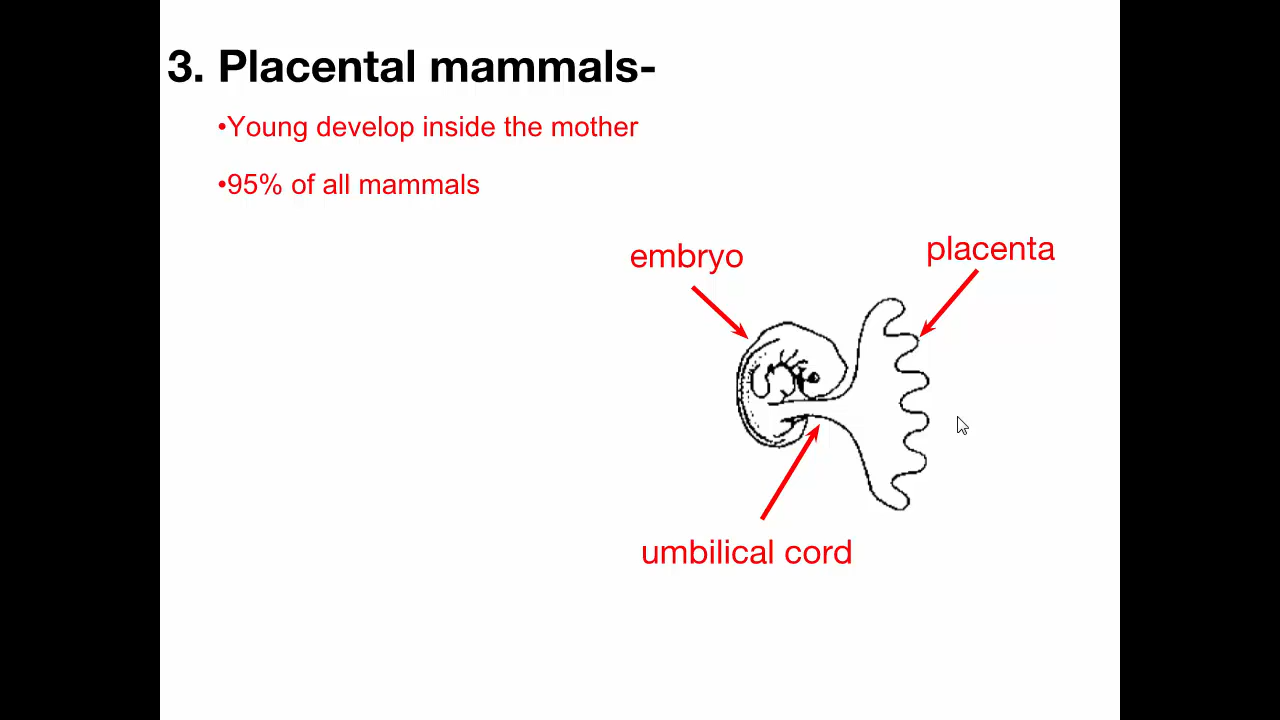 3. Placental mammals-
•Young develop inside the mother
•95% of all mammals
embryo
placenta
umbilical cord